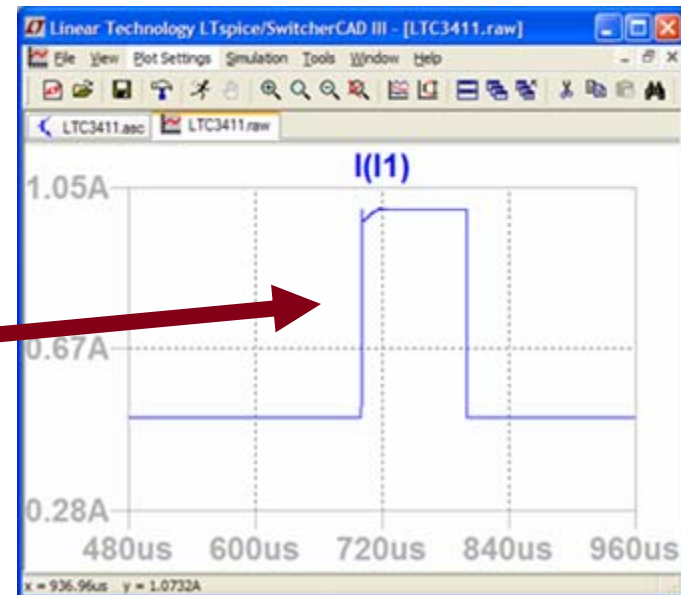 Linear Technology LTspice/SwitcherCAD III - [LTC3411.raw]
File View Plot Settings Simulation Tools Window Help
LTC3411.asc LTC3411.raw
I(I1)
1.05A
0.67A
0.28A
480us 600us 720us 840us 960us
x = 936.96us y = 1.0732A